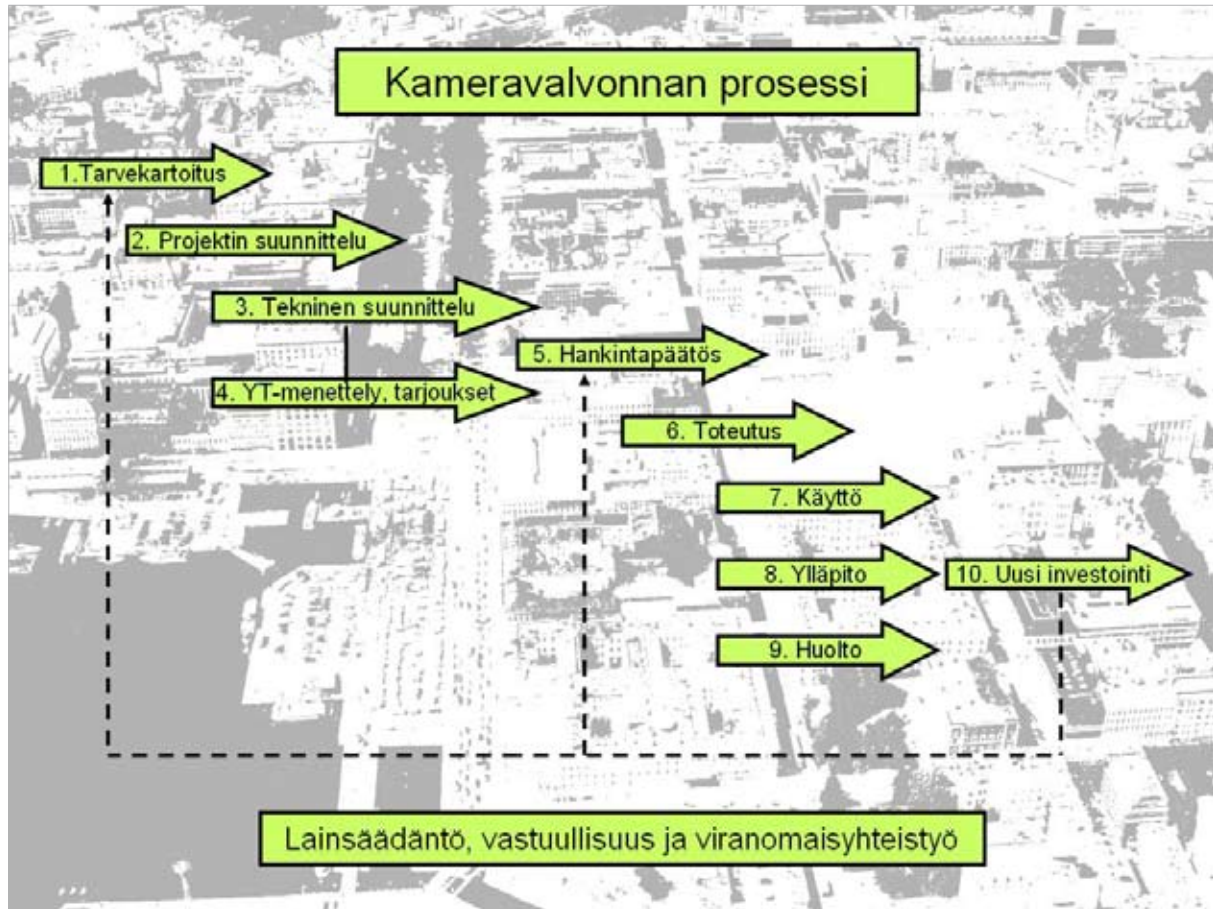 Kameravalvonnan prosessi
1.Tarvekartoitus
2. Projektin suunnittelu
3. Tekninen suunnittelu
4. YT-menettely, tarjoukset
5. Hankintapäätös
6. Toteutus
7. Käyttö
8. Ylläpito
9. Huolto
10. Uusi investointi
Lainsäädäntö, vastuullisuus ja viranomaisyhteistyö